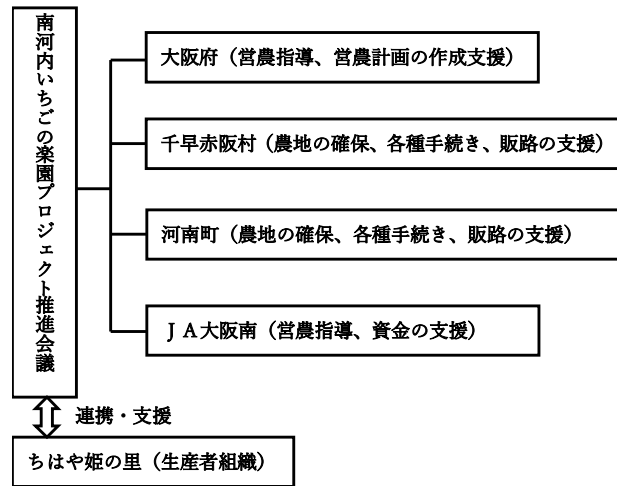 南河内いちごの楽園プロジェクト推進会議
大阪府（営農指導、営農計画の作成支援）
千早赤阪村（農地の確保、各種手続き、販路の支援）
河南町（農地の確保、各種手続き、販路の支援）
ＪＡ大阪南（営農指導、資金の支援）
連携・支援
ちはや姫の里（生産者組織）